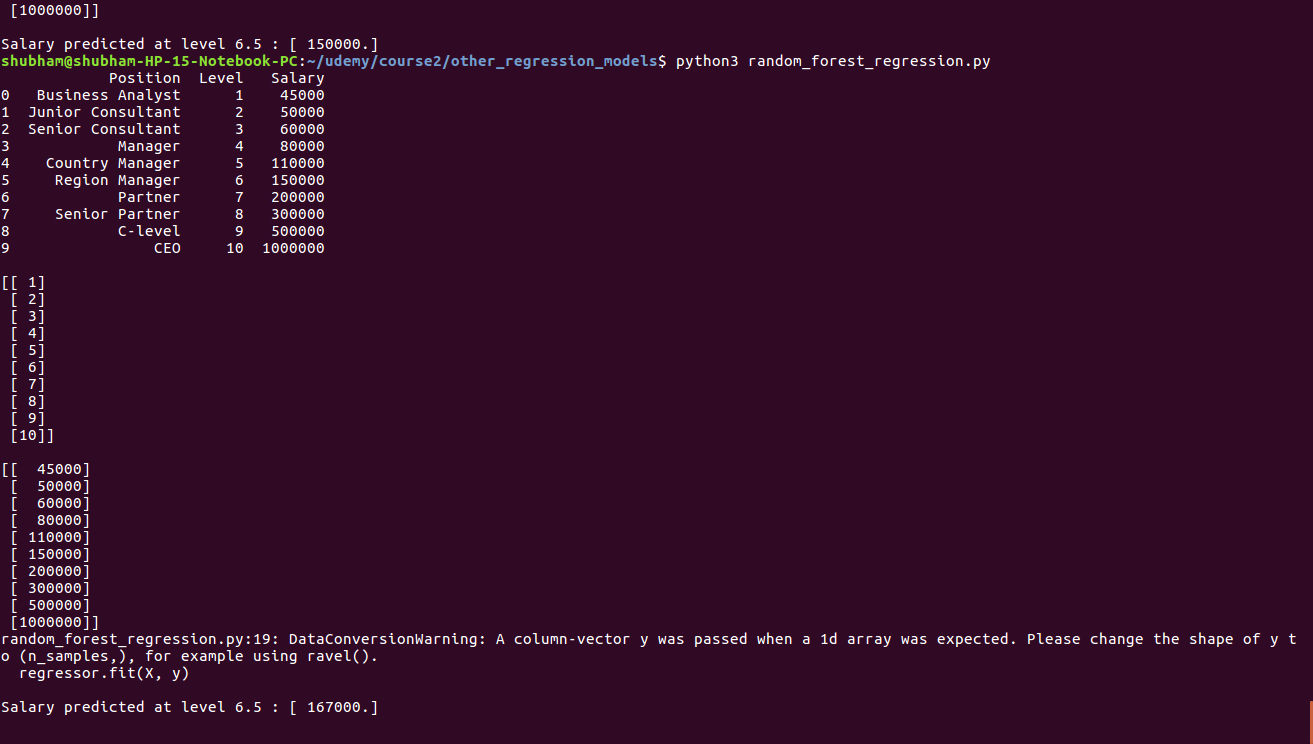 [1000000]]

Salary predicted at level 6.5 : [ 150000.]
shubham@shubham-HP-15-Notebook-PC:~/udemy/course2/other_regression_models$ python3 random_forest_regression.py
            Position  Level   Salary
0   Business Analyst      1    45000
1  Junior Consultant      2    50000
2  Senior Consultant      3    60000
3            Manager      4    80000
4    Country Manager      5   110000
5     Region Manager      6   150000
6            Partner      7   200000
7     Senior Partner      8   300000
8            C-level      9   500000
9                CEO     10  1000000

[[ 1]
 [ 2]
 [ 3]
 [ 4]
 [ 5]
 [ 6]
 [ 7]
 [ 8]
 [ 9]
 [10]]

[[  45000]
 [  50000]
 [  60000]
 [  80000]
 [ 110000]
 [ 150000]
 [ 200000]
 [ 300000]
 [ 500000]
 [1000000]]
random_forest_regression.py:19: DataConversionWarning: A column-vector y was passed when a 1d array was expected. Please change the shape of y t
o (n_samples,), for example using ravel().
  regressor.fit(X, y)

Salary predicted at level 6.5 : [ 167000.]